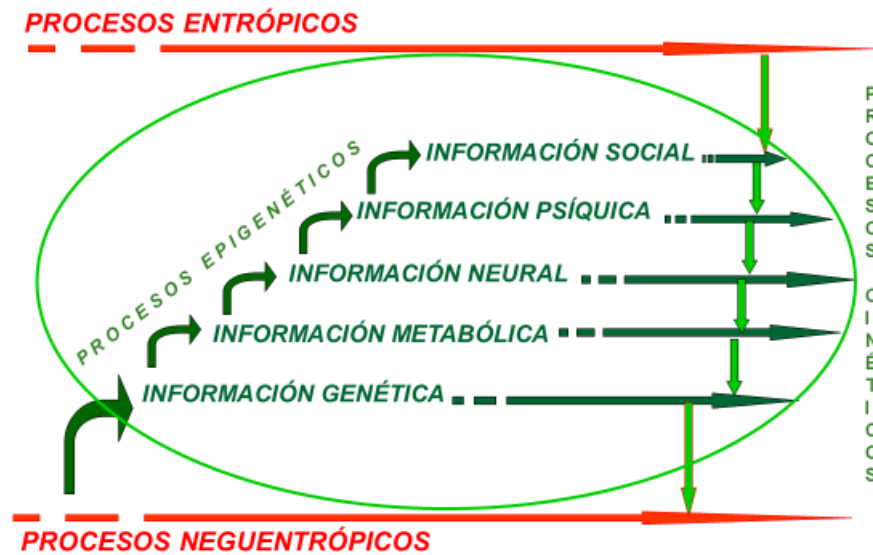 PROCESOS ENTRÓPICOS
PROCESOS EPIGENÉTICOS
INFORMACIÓN SOCIAL
INFORMACIÓN PSÍQUICA
INFORMACIÓN NEURAL
INFORMACIÓN METABÓLICA
INFORMACIÓN GENÉTICA
PROCESOS CINÉTICOS
PROCESOS NEGUENTRÓPICOS